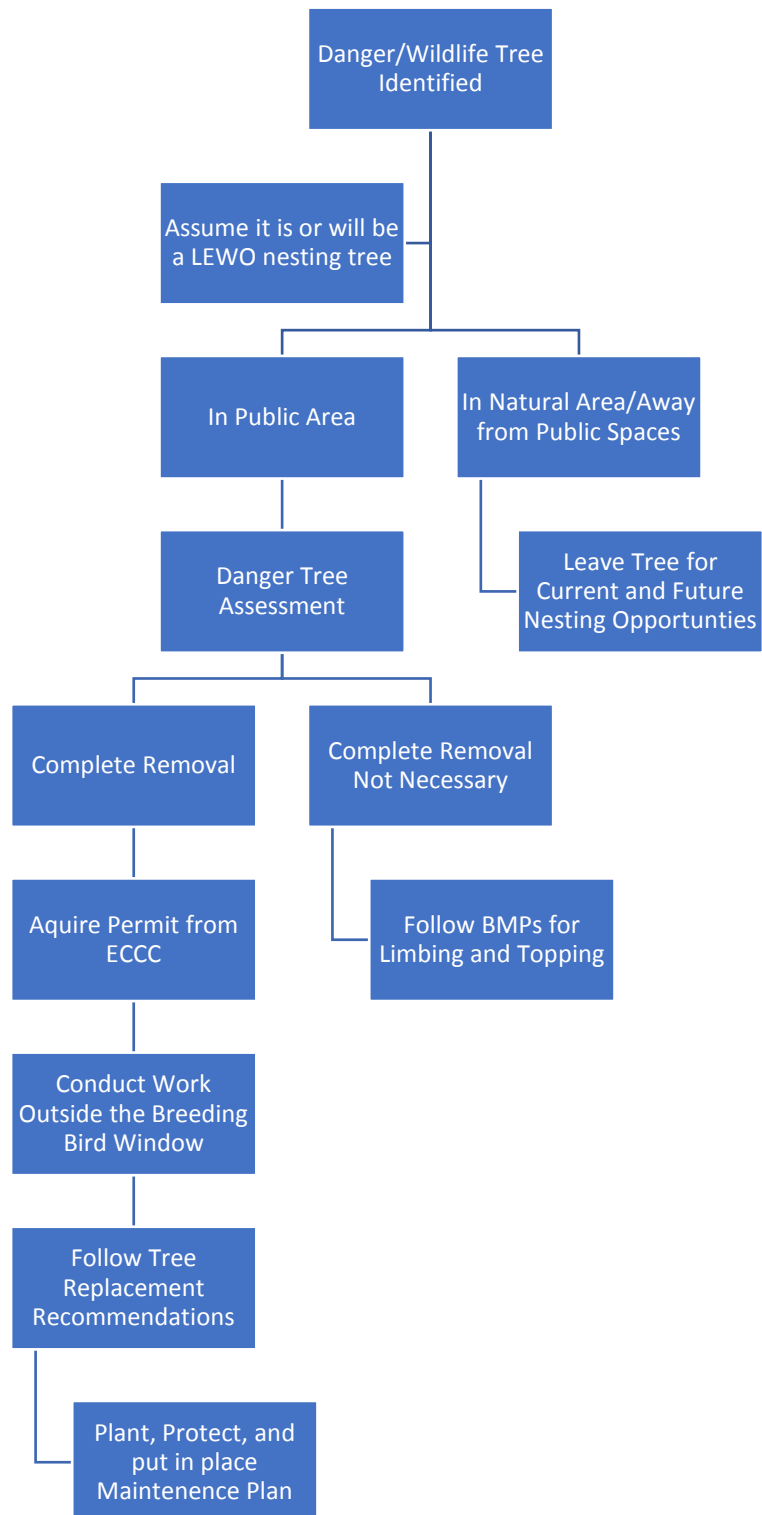 Danger/Wildlife Tree
Identified
Assume it is or will be
a LEWO nesting tree
In Public Area
In Natural Area/Away
from Public Spaces
Danger Tree
Assessment
Leave Tree for
Current and Future
Nesting Opportunties
Complete Removal
Complete Removal
Not Necessary
Aquire Permit from
ECCC
Follow BMPs for
Limbing and Topping
Conduct Work
Outside the Breeding
Bird Window
Follow Tree
Replacement
Recommendations
Plant, Protect, and
put in place
Maintenence Plan